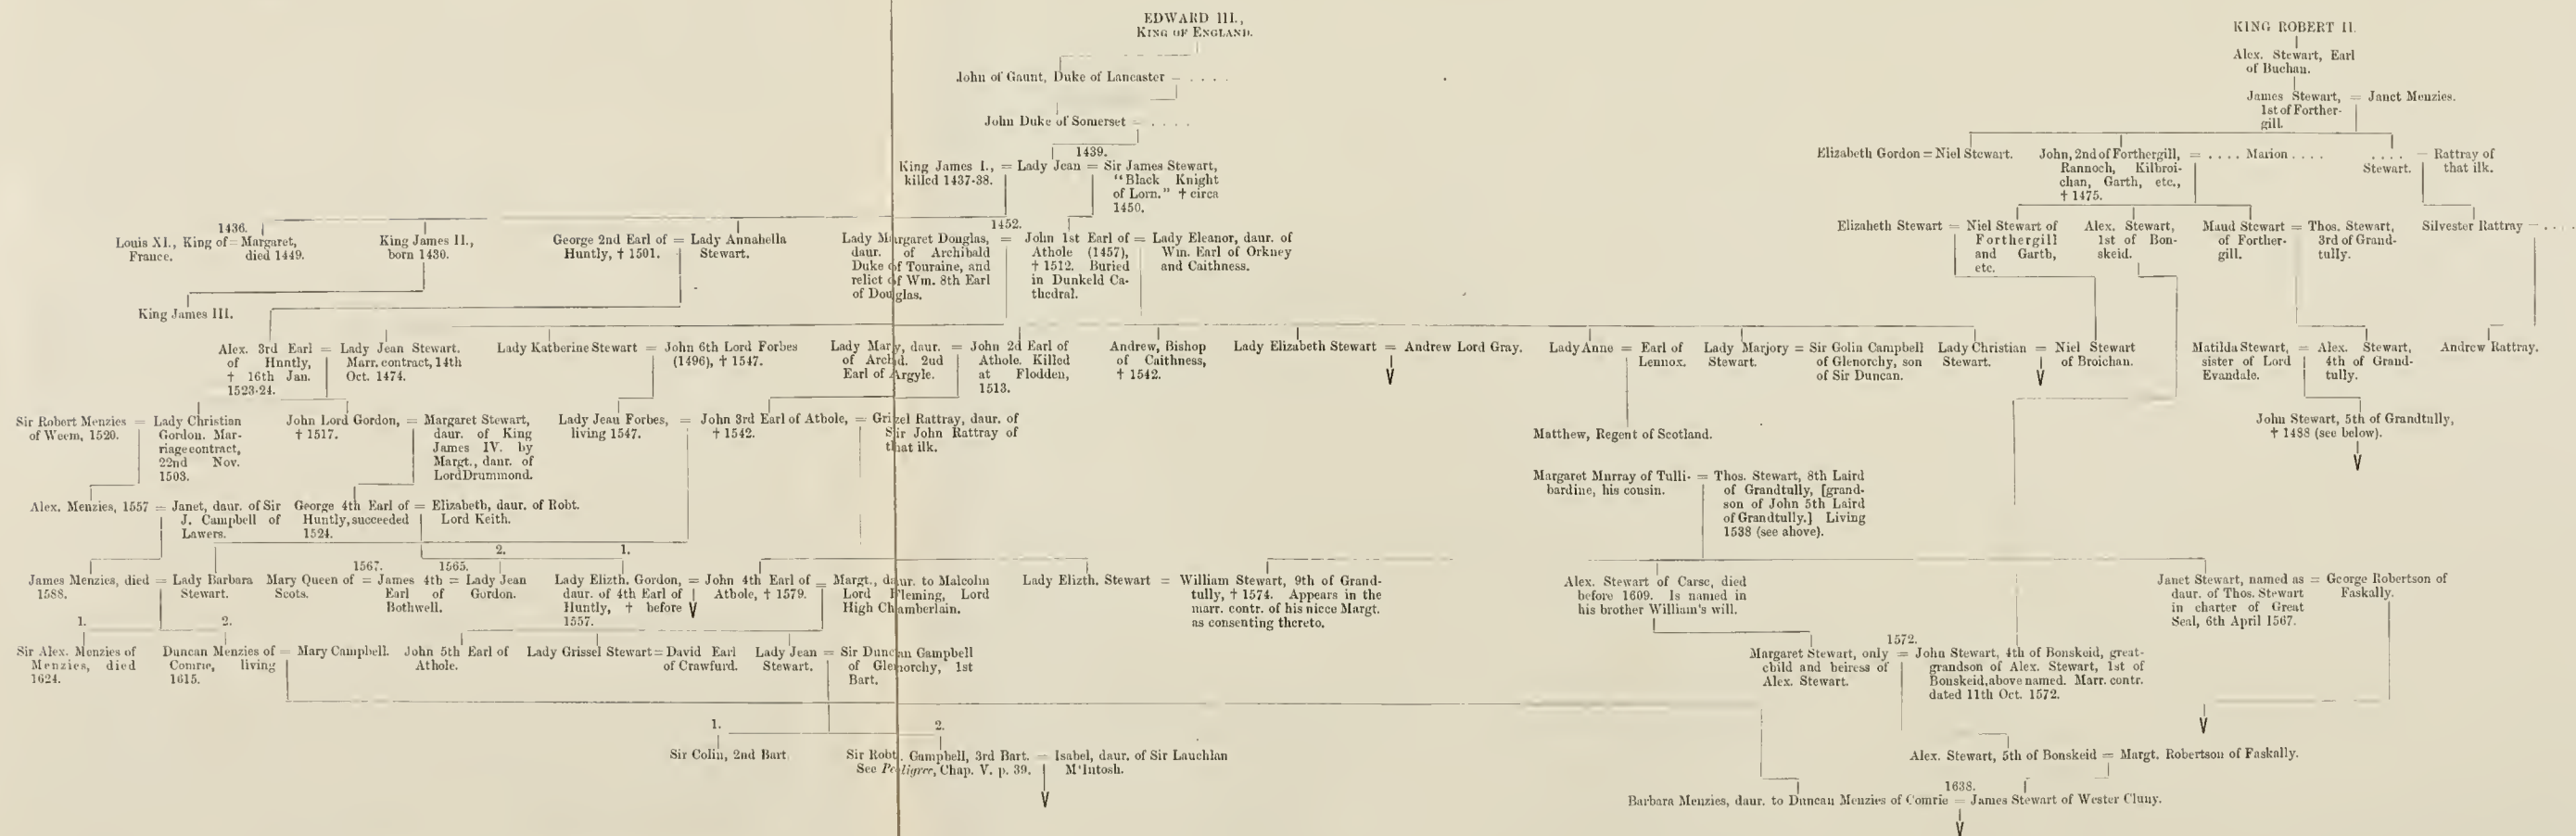 EDWARD III.,
KING OF ENGLAND.
KING ROBERT II.
Alex. Stewart, Earl
of Buchan.
John of Gaunt, Duke of Lancaster – . . . .
James Stewart, = Janet Menzies.
1st of Forther-
gill.
John Duke of Somerset – . . . .
1439.
King James I., = Lady Jean = Sir James Stewart,
killed 1437-38.
"Black Knight
of Lorn." † circa
1450.
Elizabeth Gordon = Niel Stewart.
John, 2nd of Forthergill, = . . . . Marion . . . .
Rannoch, Kilbroi-
chan, Garth, etc.,
† 1475.
. . . . – Rattray of
Stewart. that ilk.
1436.
Louis XI., King of = Margaret,
France. died 1449.
King James II.,
born 1430.
George 2nd Earl of = Lady Annabella
Huntly, † 1501. Stewart.
1452.
Lady Margaret Douglas, = John 1st Earl of = Lady Eleanor, daur. of
daur. of Archibald
Duke of Touraine, and
relict of Wm. 8th Earl
of Douglas.
Athole (1457),
† 1512. Buried
in Dunkeld Ca-
thedral.
Wm. Earl of Orkney
and Caithness.
Elizabeth Stewart = Niel Stewart of
Forthergill
and Garth,
etc.
Alex. Stewart,
1st of Bon-
skeid.
Maud Stewart = Thos. Stewart,
of Forther-
gill.
3rd of Grand-
tully.
Silvester Rattray – . . . .
King James III.
Alex. 3rd Earl = Lady Jean Stewart.
of Huntly,
† 16th Jan.
1523-24.
Marr. contract, 14th
Oct. 1474.
Lady Katherine Stewart = John 6th Lord Forbes
(1496), † 1547.
Lady Mary, daur. = John 2d Earl of
of Archd. 2nd
Earl of Argyle.
Athole. Killed
at Flodden,
1513.
Andrew, Bishop
of Caithness,
† 1542.
Lady Elizabeth Stewart = Andrew Lord Gray.
Lady Anne = Earl of
Lennox.
Lady Marjory = Sir Colin Campbell
Stewart. of Glenorchy, son
of Sir Duncan.
Lady Christian = Niel Stewart
Stewart. of Broichan.
Matilda Stewart, = Alex. Stewart,
sister of Lord
Evandale.
4th of Grand-
tully.
Andrew Rattray.
Sir Robert Menzies = Lady Christian
of Weem, 1520.
Gordon. Mar-
riage contract,
22nd Nov.
1503.
John Lord Gordon, = Margaret Stewart,
† 1517.
daur. of King
James IV. by
Margt., daur. of
Lord Drummond.
Lady Jean Forbes, = John 3rd Earl of Athole, = Grizel Rattray, daur. of
living 1547. † 1542.
Sir John Rattray of
that ilk.
Matthew, Regent of Scotland.
John Stewart, 5th of Grandtully,
† 1488 (see below).
Margaret Murray of Tulli- = Thos. Stewart, 8th Laird
bardine, his cousin.
of Grandtully, [grand-
son of John 5th Laird
of Grandtully.] Living
1538 (see above).
Alex. Menzies, 1557 = Janet, daur. of Sir
J. Campbell of
Lawers.
George 4th Earl of = Elizabeth, daur. of Robt.
Huntly, succeeded Lord Keith.
1524.
2. 1.
James Menzies, died = Lady Barbara
1588. Stewart.
1567. 1565.
Mary Queen of = James 4th = Lady Jean
Scots. Earl of Gordon.
Bothwell.
Lady Elizth. Gordon, = John 4th Earl of = Margt., daur. to Malcolm
daur. of 4th Earl of
Huntly, † before
1557.
Athole, † 1579.
Lord Fleming, Lord
High Chamberlain.
Lady Elizth. Stewart = William Stewart, 9th of Grand-
tully, † 1574. Appears in the
marr. contr. of his niece Margt.
as consenting thereto.
Alex. Stewart of Carse, died
before 1609. Is named in
his brother William's will.
Janet Stewart, named as = George Robertson of
daur. of Thos. Stewart Faskally.
in charter of Great
Seal, 6th April 1567.
1. 2.
Sir Alex. Menzies of
Menzies, died
1624.
Duncan Menzies of = Mary Campbell.
Comrie, living
1615.
John 5th Earl of
Athole.
Lady Grissel Stewart = David Earl
of Crawfurd.
Lady Jean = Sir Duncan Campbell
Stewart. of Glenorchy, 1st
Bart.
1572.
Margaret Stewart, only = John Stewart, 4th of Bonskeid, great-
child and heiress of
Alex. Stewart.
grandson of Alex. Stewart, 1st of
Bonskeid, above named. Marr. contr.
dated 11th Oct. 1572.
1. 2.
Sir Colin, 2nd Bart.
Sir Robt. Campbell, 3rd Bart. = Isabel, daur. of Sir Lauchlan
See Pedigree, Chap. V. p. 39. M'Intosh.
Alex. Stewart, 5th of Bonskeid = Margt. Robertson of Faskally.
1638.
Barbara Menzies, daur. to Duncan Menzies of Comrie = James Stewart of Wester Cluny.